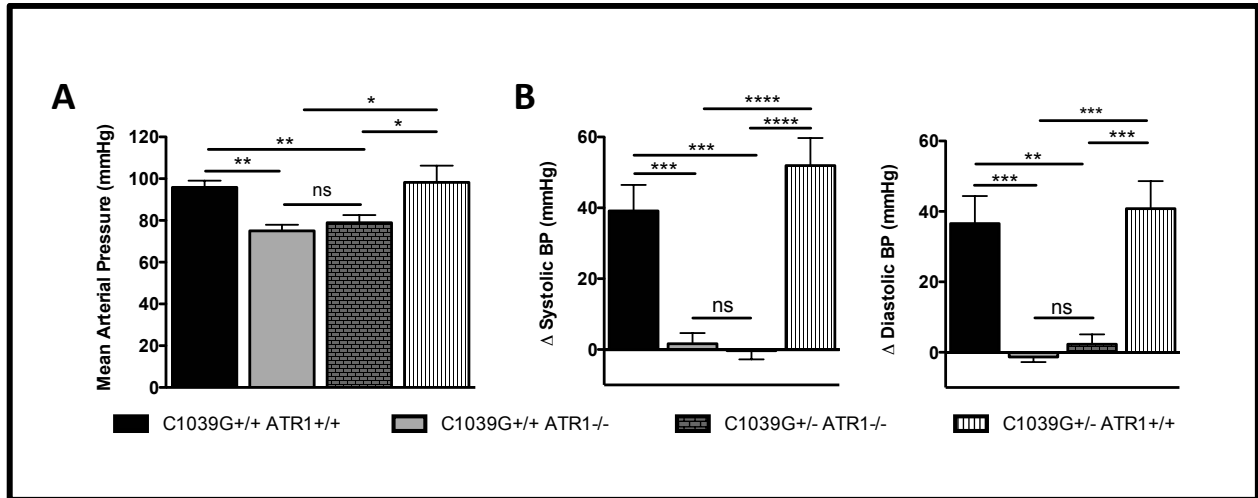 A
B
Mean Arterial Pressure (mmHg)
120
100
80
60
40
20
0
**
**
ns
*
*
Δ Systolic BP (mmHg)
60
40
20
0
***
***
ns
****
****
Δ Diastolic BP (mmHg)
60
40
20
0
***
**
ns
***
***
C1039G+/+ ATR1+/+
C1039G+/+ ATR1-/-
C1039G+/- ATR1-/-
C1039G+/- ATR1+/+